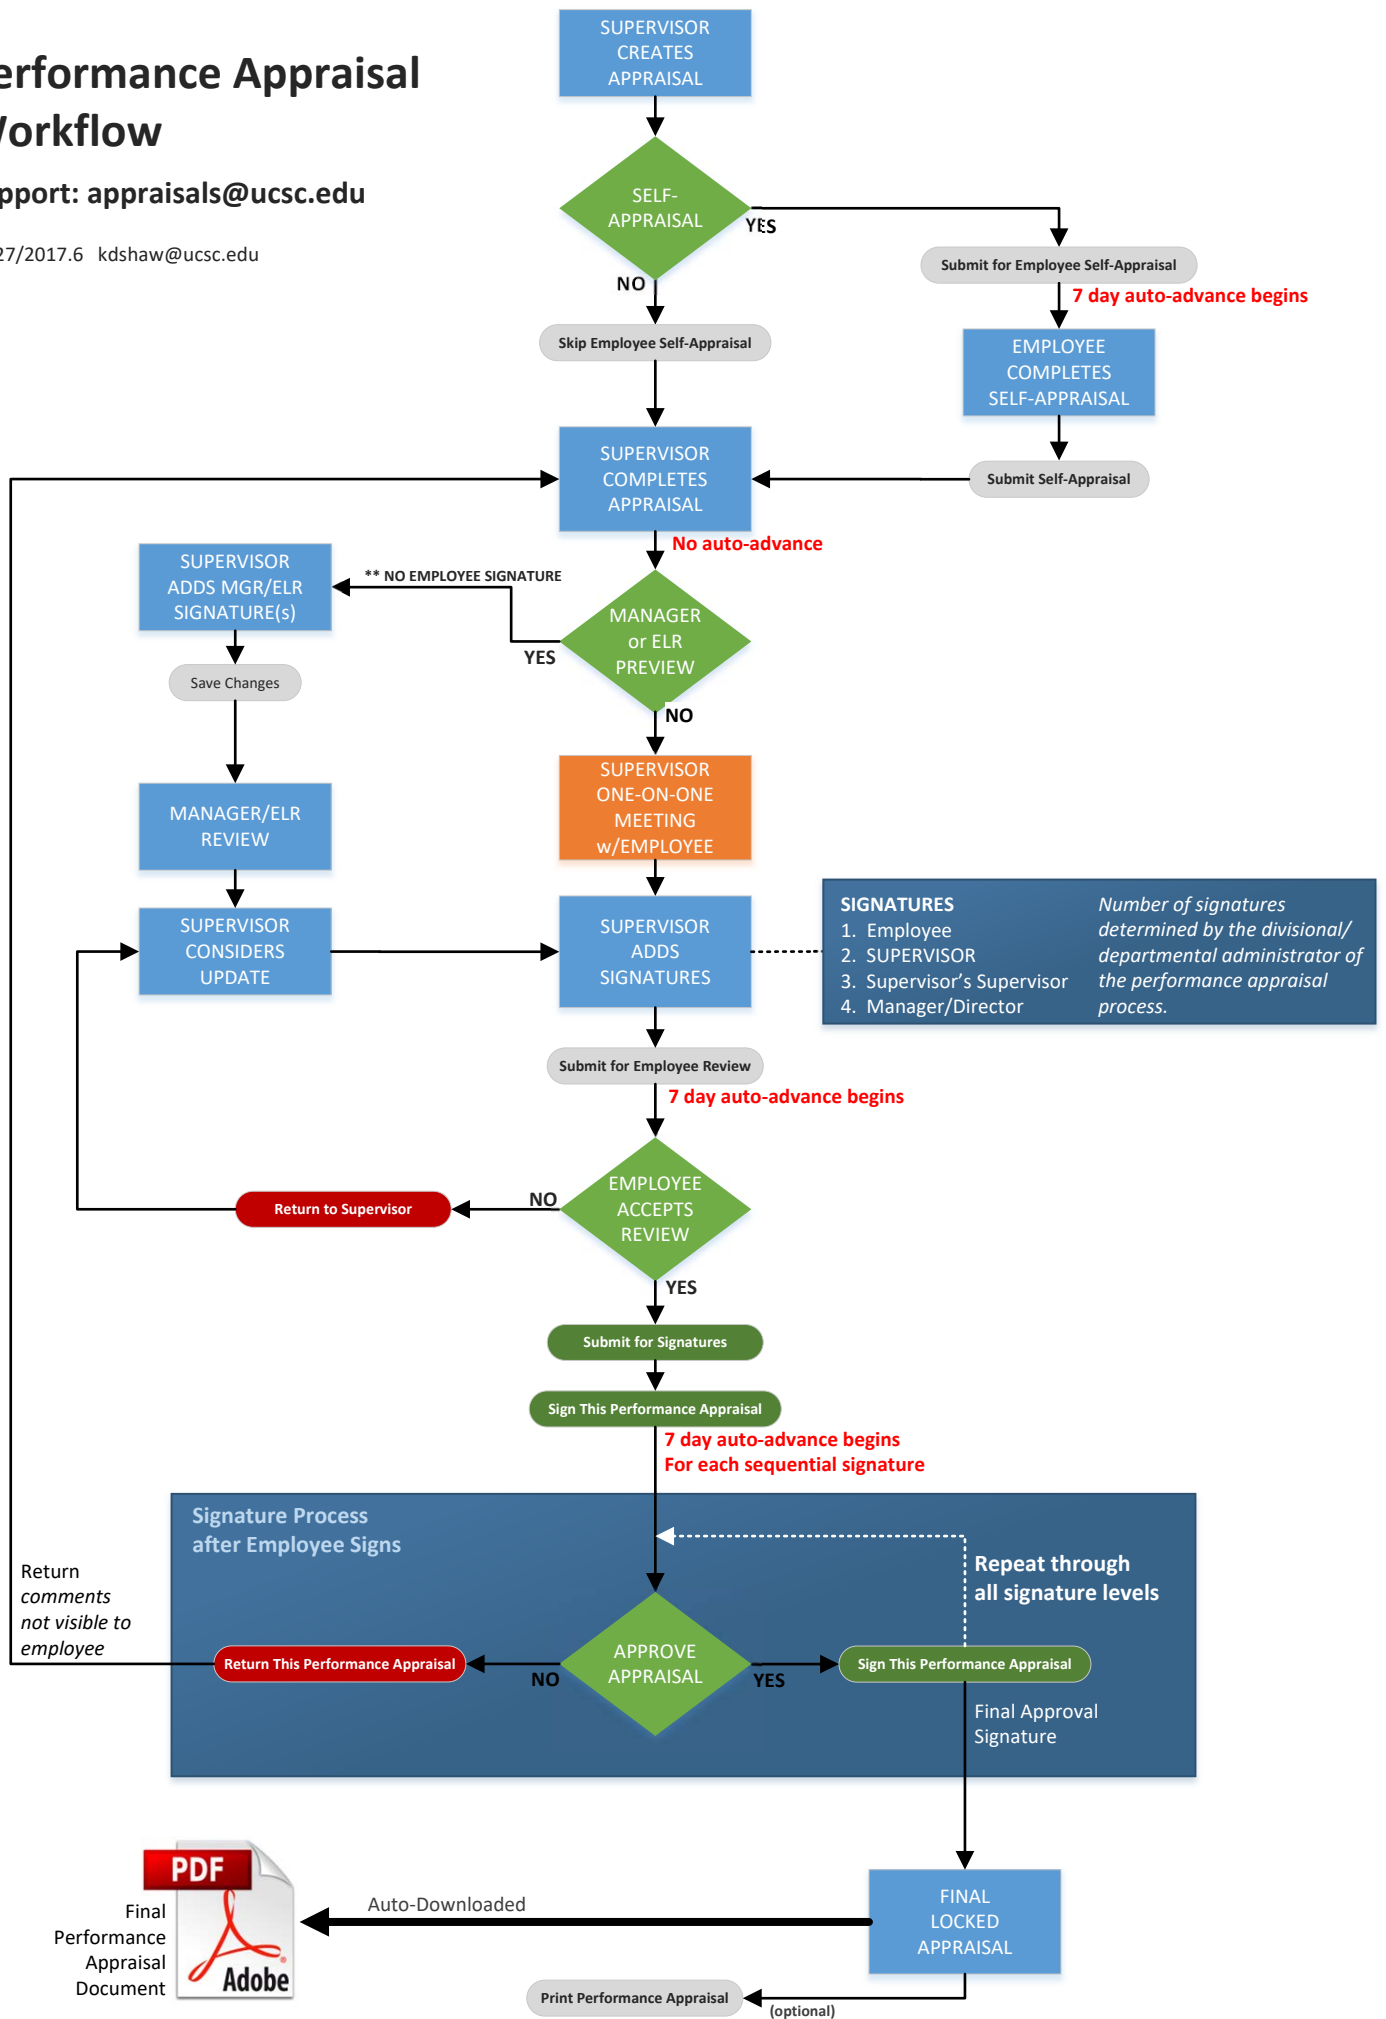 SUPERVISOR
CREATES
APPRAISAL
erformance Appraisal
Workflow
pport: appraisals@ucsc.edu
27/2017.6 kdshaw@ucsc.edu
SELF-
APPRAISAL
YES
NO
Submit for Employee Self-Appraisal
7 day auto-advance begins
Skip Employee Self-Appraisal
EMPLOYEE
COMPLETES
SELF-APPRAISAL
SUPERVISOR
COMPLETES
APPRAISAL
Submit Self-Appraisal
No auto-advance
SUPERVISOR
ADDS MGR/ELR
SIGNATURE(s)
** NO EMPLOYEE SIGNATURE
MANAGER
or ELR
PREVIEW
YES
Save Changes
NO
SUPERVISOR
ONE-ON-ONE
MEETING
w/EMPLOYEE
MANAGER/ELR
REVIEW
SUPERVISOR
CONSIDERS
UPDATE
SUPERVISOR
ADDS
SIGNATURES
SIGNATURES
1. Employee
2. SUPERVISOR
3. Supervisor's Supervisor
4. Manager/Director
Number of signatures
determined by the divisional/
departmental administrator of
the performance appraisal
process.
Submit for Employee Review
7 day auto-advance begins
EMPLOYEE
ACCEPTS
REVIEW
NO
Return to Supervisor
YES
Submit for Signatures
Sign This Performance Appraisal
7 day auto-advance begins
For each sequential signature
Signature Process
after Employee Signs
Repeat through
all signature levels
Return
comments
not visible to
employee
Return This Performance Appraisal
NO
APPROVE
APPRAISAL
YES
Sign This Performance Appraisal
Final Approval
Signature
PDF
Adobe
Final
Performance
Appraisal
Document
Auto-Downloaded
FINAL
LOCKED
APPRAISAL
Print Performance Appraisal
(optional)